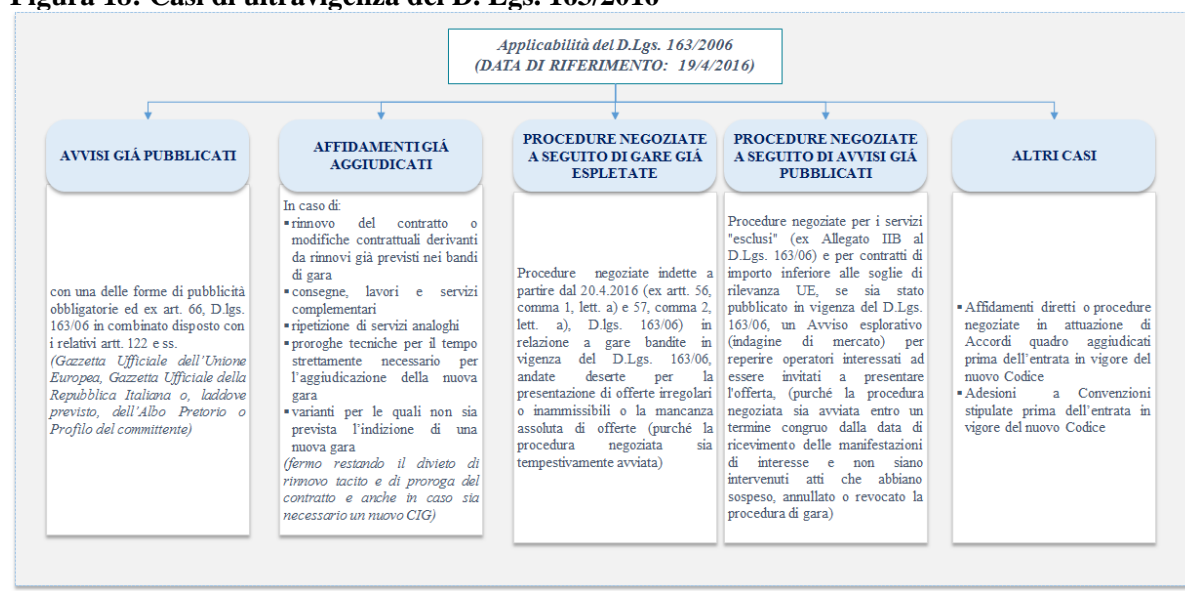 Figura 18: Casi di ultravigenza del D. Lgs. 163/2016
Applicabilità del D.Lgs. 163/2006
(DATA DI RIFERIMENTO: 19/4/2016)
AVVISI GIÁ PUBBLICATI
con una delle forme di pubblicità
obbligatorie ed ex art. 66, D.lgs.
163/06 in combinato disposto con
i relativi artt. 122 e ss.
(Gazzetta Ufficiale dell'Unione
Europea, Gazzetta Ufficiale della
Repubblica Italiana o, laddove
previsto, dell'Albo Pretorio o
Profilo del committente)
AFFIDAMENTI GIÁ
AGGIUDICATI
In caso di:
▪ rinnovo del contratto o
modifiche contrattuali derivanti
da rinnovi già previsti nei bandi
di gara
▪ consegne, lavori e servizi
complementari
▪ ripetizione di servizi analoghi
▪ proroghe tecniche per il tempo
strettamente necessario per
l'aggiudicazione della nuova
gara
▪ varianti per le quali non sia
prevista l'indizione di una
nuova gara
(fermo restando il divieto di
rinnovo tacito e di proroga del
contratto e anche in caso sia
necessario un nuovo CIG)
PROCEDURE NEGOZIATE
A SEGUITO DI GARE GIÁ
ESPLETATE
Procedure negoziate indette a
partire dal 20.4.2016 (ex artt. 56,
comma 1, lett. a) e 57, comma 2,
lett. a), D.lgs. 163/06) in
relazione a gare bandite in
vigenza del D.Lgs. 163/06,
andate deserte per la
presentazione di offerte irregolari
o inammissibili o la mancanza
assoluta di offerte (purché la
procedura negoziata sia
tempestivamente avviata)
PROCEDURE NEGOZIATE
A SEGUITO DI AVVISI GIÁ
PUBBLICATI
Procedure negoziate per i servizi
"esclusi" (ex Allegato IIB al
D.Lgs. 163/06) e per contratti di
importo inferiore alle soglie di
rilevanza UE, se sia stato
pubblicato in vigenza del D.Lgs.
163/06, un Avviso esplorativo
(indagine di mercato) per
reperire operatori interessati ad
essere invitati a presentare
l'offerta, (purché la procedura
negoziata sia avviata entro un
termine congruo dalla data di
ricevimento delle manifestazioni
di interesse e non siano
intervenuti atti che abbiano
sospeso, annullato o revocato la
procedura di gara)
ALTRI CASI
▪ Affidamenti diretti o procedure
negoziate in attuazione di
Accordi quadro aggiudicati
prima dell'entrata in vigore del
nuovo Codice
▪ Adesioni a Convenzioni
stipulate prima dell'entrata in
vigore del nuovo Codice